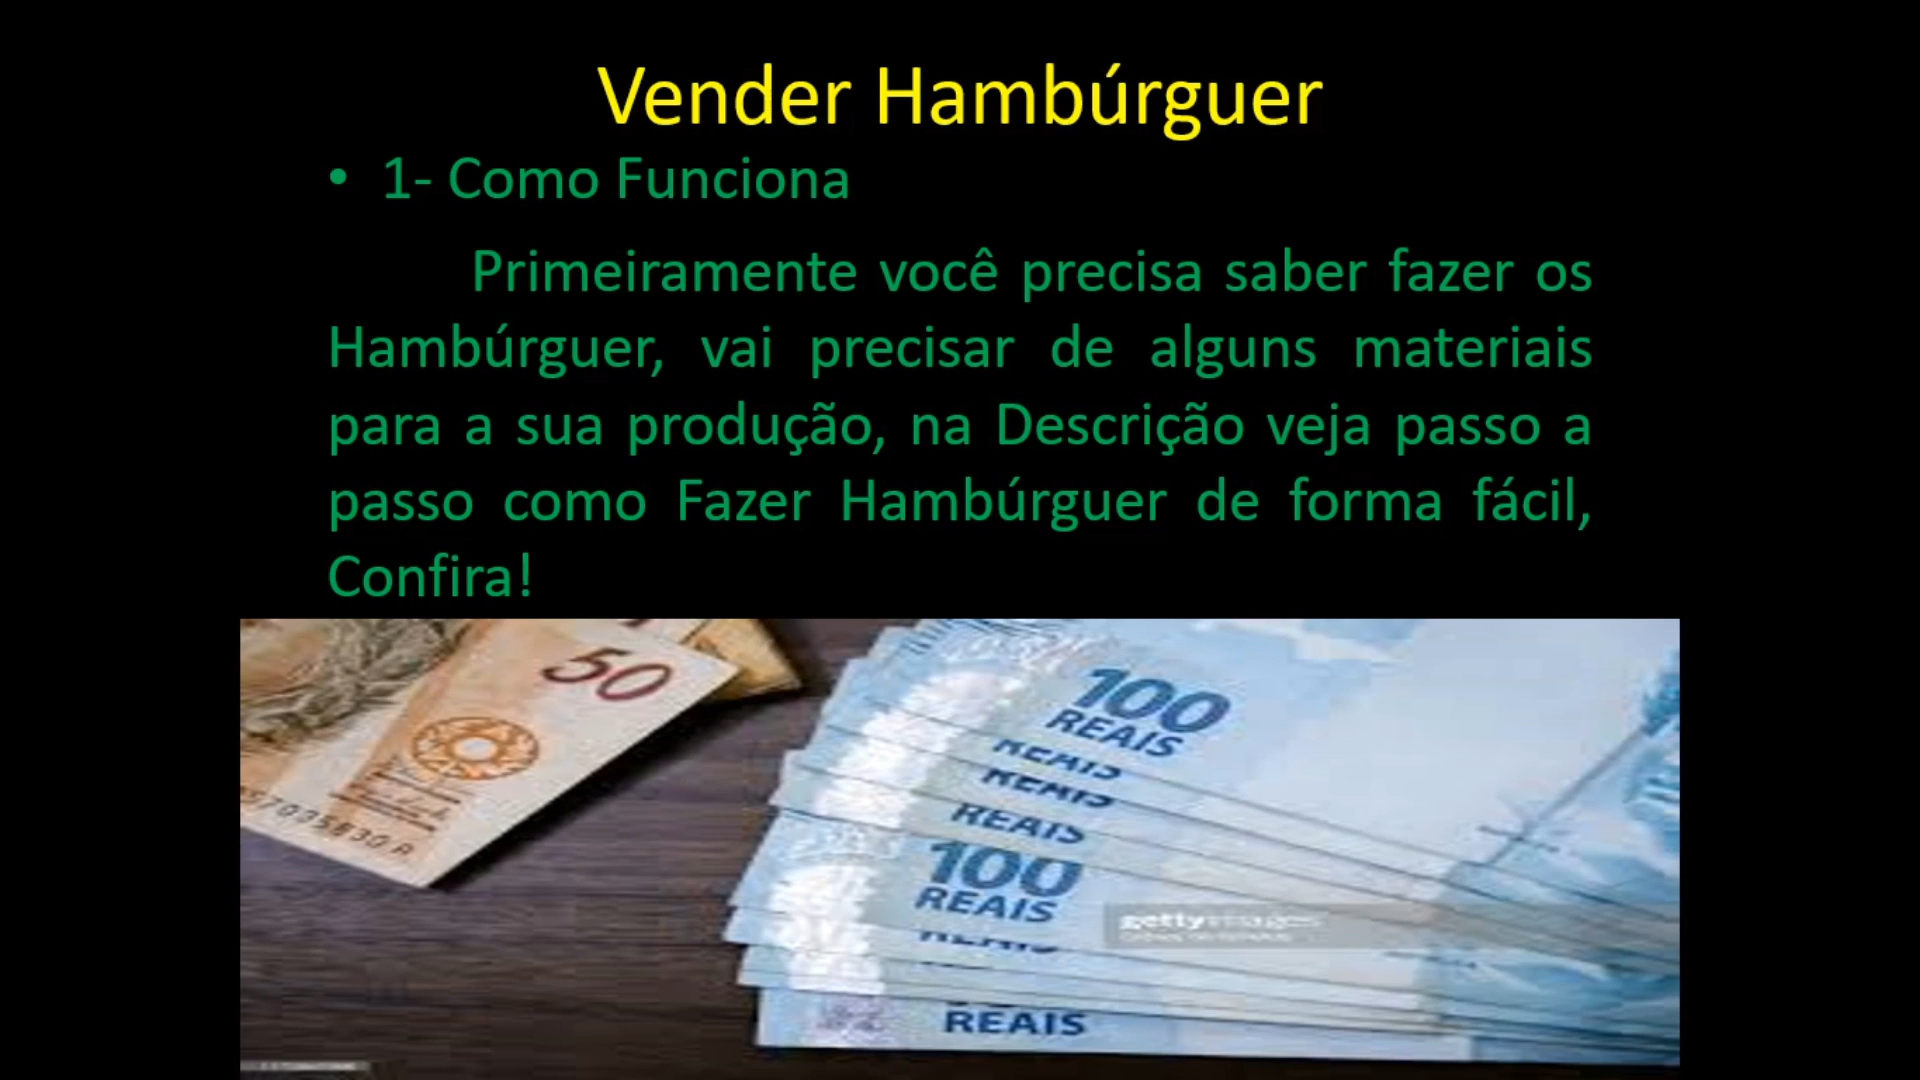 Vender Hambúrguer
• 1- Como Funciona
Primeiramente você precisa saber fazer os
Hambúrguer, vai precisar de alguns materiais
para a sua produção, na Descrição veja passo a
passo como Fazer Hambúrguer de forma fácil,
Confira!
50
100
REAIS
REAIS
REAIS
REAIS
100
REAIS
gettyimages
REAIS